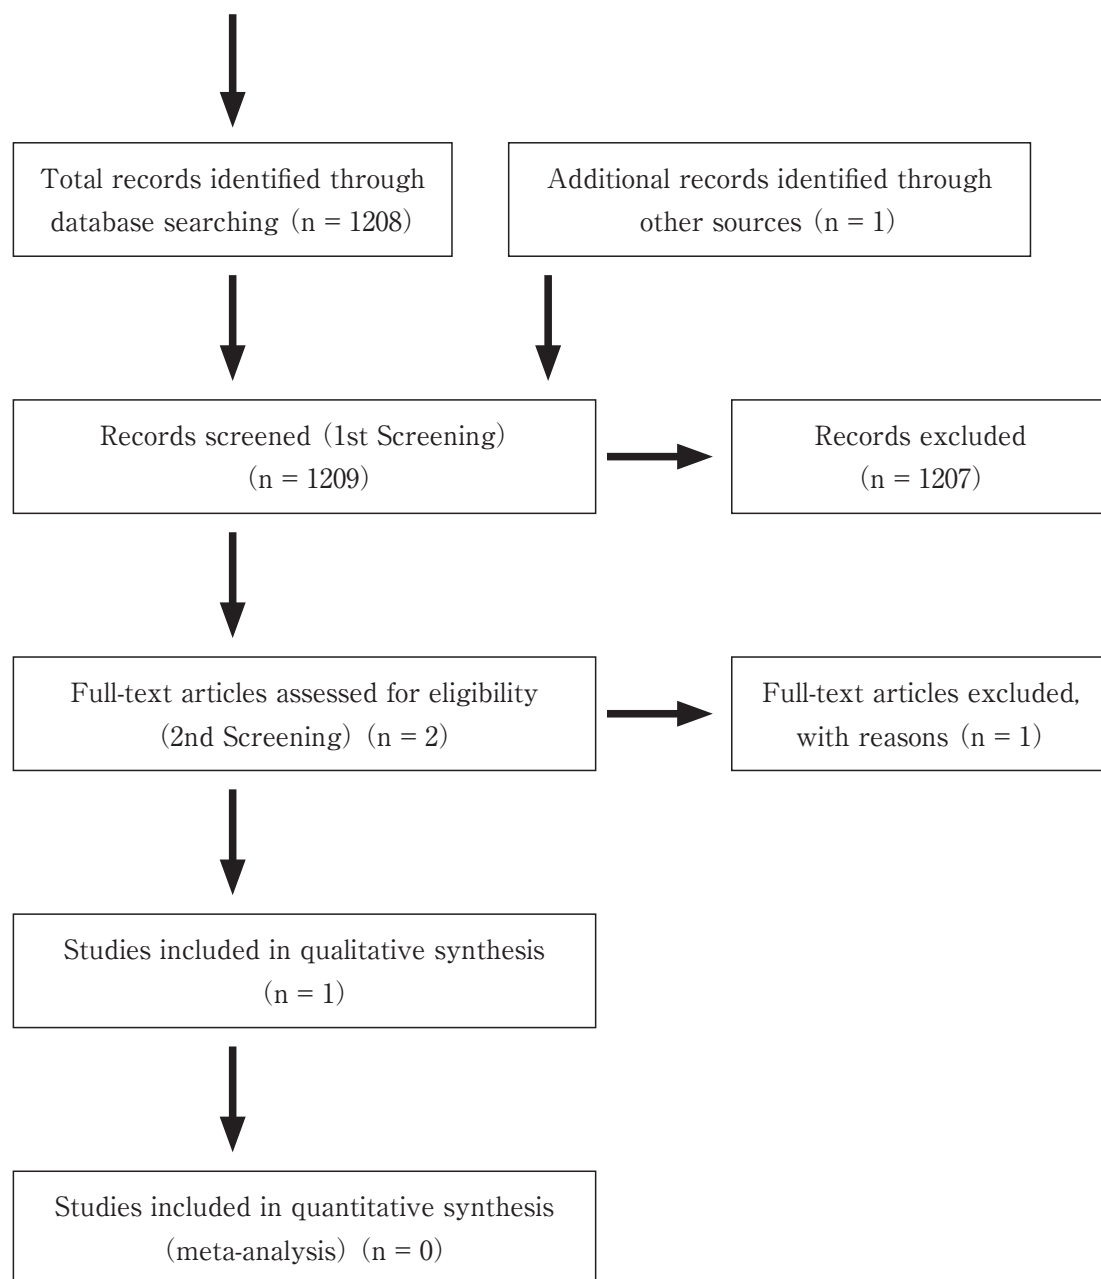 Total records identified through
database searching (n = 1208)
Additional records identified through
other sources (n = 1)
Records screened (1st Screening)
(n = 1209)
Records excluded
(n = 1207)
Full-text articles assessed for eligibility
(2nd Screening) (n = 2)
Full-text articles excluded,
with reasons (n = 1)
Studies included in qualitative synthesis
(n = 1)
Studies included in quantitative synthesis
(meta-analysis) (n = 0)